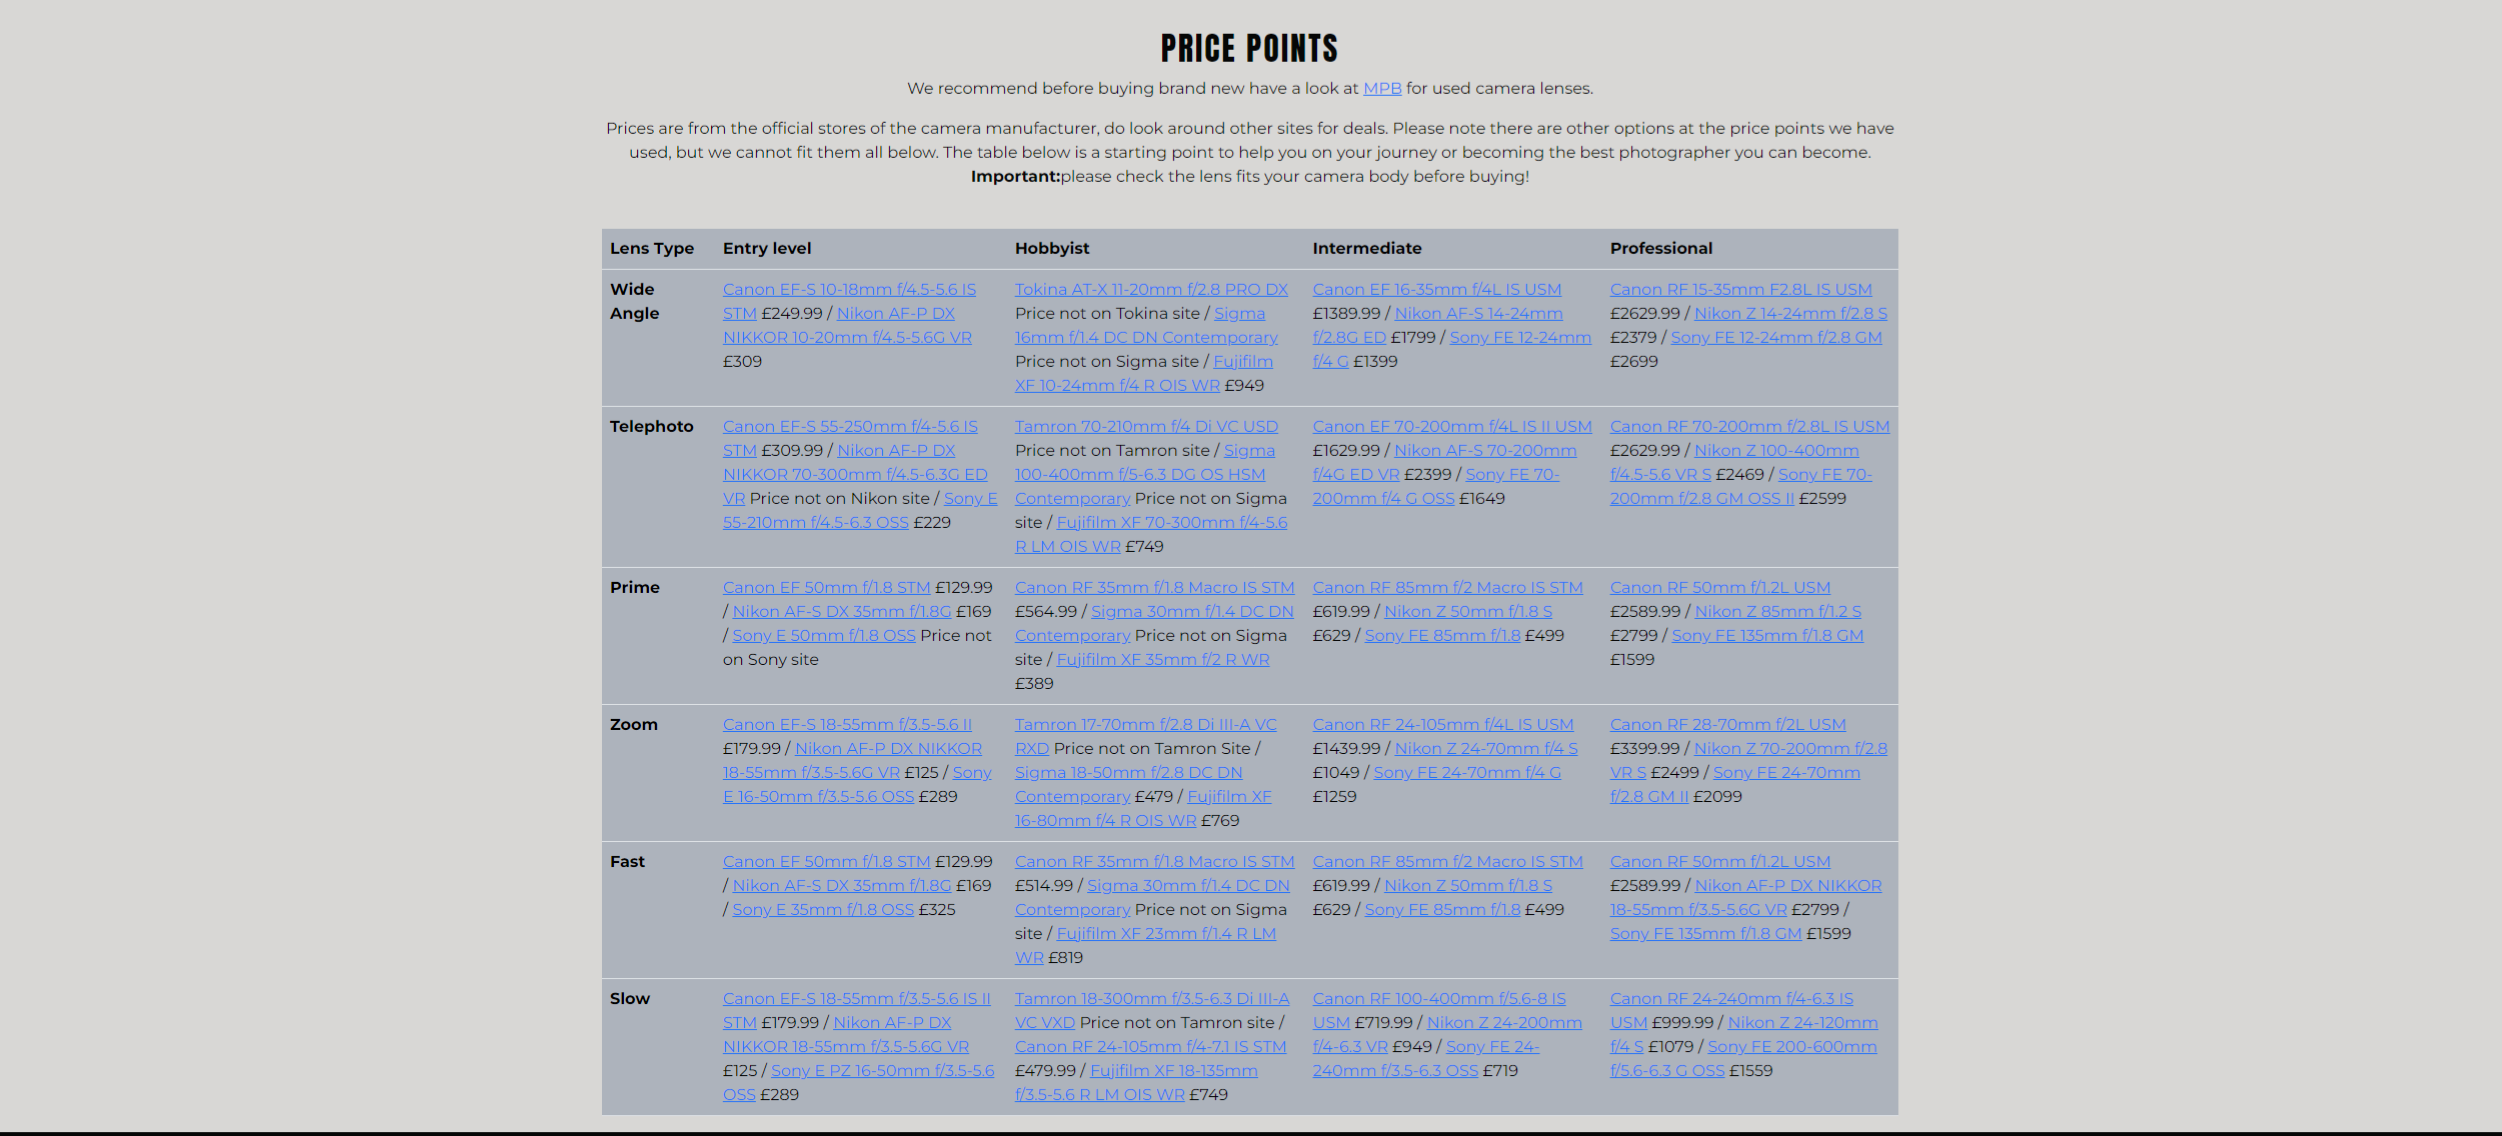 PRICE POINTS
We recommend before buying brand new have a look at MPB for used camera lenses.
Prices are from the official stores of the camera manufacturer, do look around other sites for deals. Please note there are other options at the price points we have
used, but we cannot fit them all below. The table below is a starting point to help you on your journey or becoming the best photographer you can become.
Important:please check the lens fits your camera body before buying!
Lens Type
Entry level
Hobbyist
Intermediate
Professional
Wide
Angle
Canon EF-S 10-18mm f/4.5-5.6 IS
STM £249.99 / Nikon AF-P DX
NIKKOR 10-20mm f/4.5-5.6G VR
£309
Tokina AT-X 11-20mm f/2.8 PRO DX
Price not on Tokina site / Sigma
16mm f/1.4 DC DN Contemporary
Price not on Sigma site / Fujifilm
XF 10-24mm f/4 R OIS WR £949
Canon EF 16-35mm f/4L IS USM
£1389.99 / Nikon AF-S 14-24mm
f/2.8G ED £1799 / Sony FE 12-24mm
f/4 G £1399
Canon RF 15-35mm F2.8L IS USM
£2629.99 / Nikon Z 14-24mm f/2.8 S
£2379 / Sony FE 12-24mm f/2.8 GM
£2699
Telephoto
Canon EF-S 55-250mm f/4-5.6 IS
STM £309.99 / Nikon AF-P DX
NIKKOR 70-300mm f/4.5-6.3G ED
VR Price not on Nikon site / Sony E
55-210mm f/4.5-6.3 OSS £229
Tamron 70-210mm f/4 Di VC USD
Price not on Tamron site / Sigma
100-400mm f/5-6.3 DG OS HSM
Contemporary Price not on Sigma
site / Fujifilm XF 70-300mm f/4-5.6
R LM OIS WR £749
Canon EF 70-200mm f/4L IS II USM
£1629.99 / Nikon AF-S 70-200mm
f/4G ED VR £2399 / Sony FE 70-
200mm f/4 G OSS £1649
Canon RF 70-200mm f/2.8L IS USM
£2629.99 / Nikon Z 100-400mm
f/4.5-5.6 VR S £2469 / Sony FE 70-
200mm f/2.8 GM OSS II £2599
Prime
Canon EF 50mm f/1.8 STM £129.99
/ Nikon AF-S DX 35mm f/1.8G £169
/ Sony E 50mm f/1.8 OSS Price not
on Sony site
Canon RF 35mm f/1.8 Macro IS STM
£564.99 / Sigma 30mm f/1.4 DC DN
Contemporary Price not on Sigma
site / Fujifilm XF 35mm f/2 R WR
£389
Canon RF 85mm f/2 Macro IS STM
£619.99 / Nikon Z 50mm f/1.8 S
£629 / Sony FE 85mm f/1.8 £499
Canon RF 50mm f/1.2L USM
£2589.99 / Nikon Z 85mm f/1.2 S
£2799 / Sony FE 135mm f/1.8 GM
£1599
Zoom
Canon EF-S 18-55mm f/3.5-5.6 II
£179.99 / Nikon AF-P DX NIKKOR
18-55mm f/3.5-5.6G VR £125 / Sony
E 16-50mm f/3.5-5.6 OSS £289
Tamron 17-70mm f/2.8 Di III-A VC
RXD Price not on Tamron Site /
Sigma 18-50mm f/2.8 DC DN
Contemporary £479 / Fujifilm XF
16-80mm f/4 R OIS WR £769
Canon RF 24-105mm f/4L IS USM
£1439.99 / Nikon Z 24-70mm f/4 S
£1049 / Sony FE 24-70mm f/4 G
£1259
Canon RF 28-70mm f/2L USM
£3399.99 / Nikon Z 70-200mm f/2.8
VR S £2499 / Sony FE 24-70mm
f/2.8 GM II £2099
Fast
Canon EF 50mm f/1.8 STM £129.99
/ Nikon AF-S DX 35mm f/1.8G £169
/ Sony E 35mm f/1.8 OSS £325
Canon RF 35mm f/1.8 Macro IS STM
£514.99 / Sigma 30mm f/1.4 DC DN
Contemporary Price not on Sigma
site / Fujifilm XF 23mm f/1.4 R LM
WR £819
Canon RF 85mm f/2 Macro IS STM
£619.99 / Nikon Z 50mm f/1.8 S
£629 / Sony FE 85mm f/1.8 £499
Canon RF 50mm f/1.2L USM
£2589.99 / Nikon AF-P DX NIKKOR
18-55mm f/3.5-5.6G VR £2799 /
Sony FE 135mm f/1.8 GM £1599
Slow
Canon EF-S 18-55mm f/3.5-5.6 IS II
STM £179.99 / Nikon AF-P DX
NIKKOR 18-55mm f/3.5-5.6G VR
£125 / Sony E PZ 16-50mm f/3.5-5.6
OSS £289
Tamron 18-300mm f/3.5-6.3 Di III-A
VC VXD Price not on Tamron site /
Canon RF 24-105mm f/4-7.1 IS STM
£479.99 / Fujifilm XF 18-135mm
f/3.5-5.6 R LM OIS WR £749
Canon RF 100-400mm f/5.6-8 IS
USM £719.99 / Nikon Z 24-200mm
f/4-6.3 VR £949 / Sony FE 24-
240mm f/3.5-6.3 OSS £719
Canon RF 24-240mm f/4-6.3 IS
USM £999.99 / Nikon Z 24-120mm
f/4 S £1079 / Sony FE 200-600mm
f/5.6-6.3 G OSS £1559